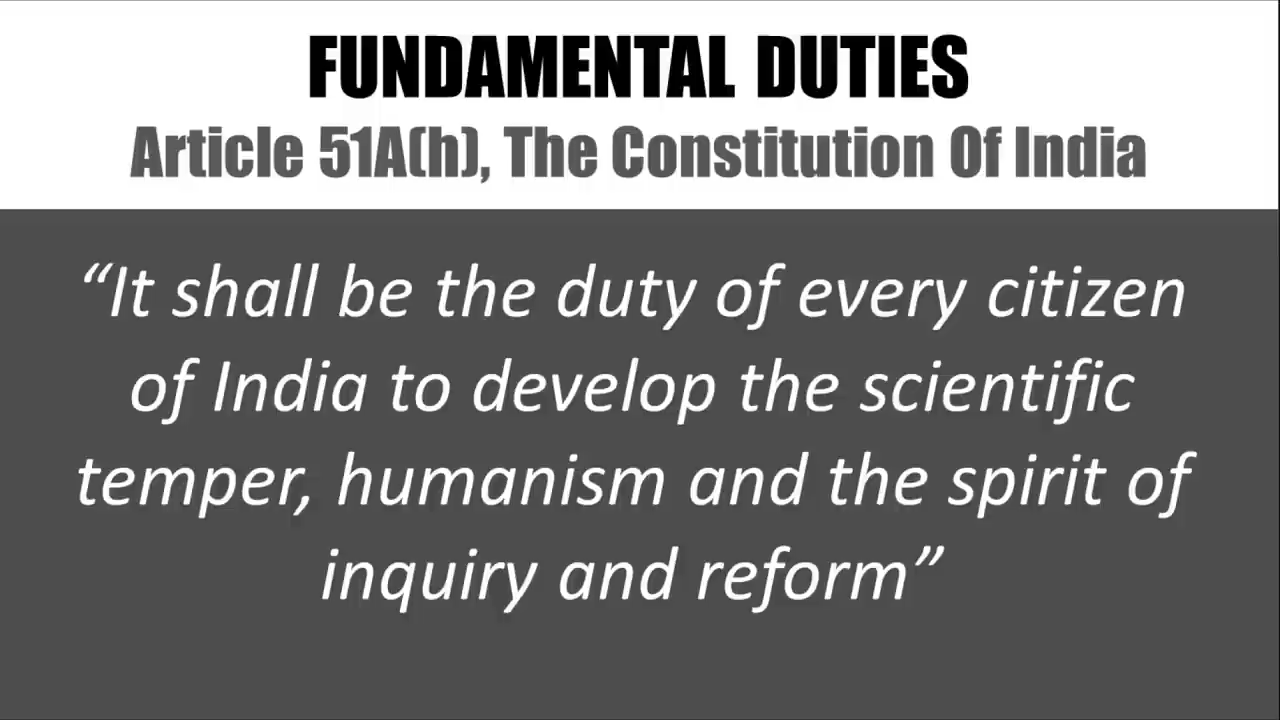 FUNDAMENTAL DUTIES
Article 51A(h), The Constitution Of India
“It shall be the duty of every citizen
of India to develop the scientific
temper, humanism and the spirit of
inquiry and reform”